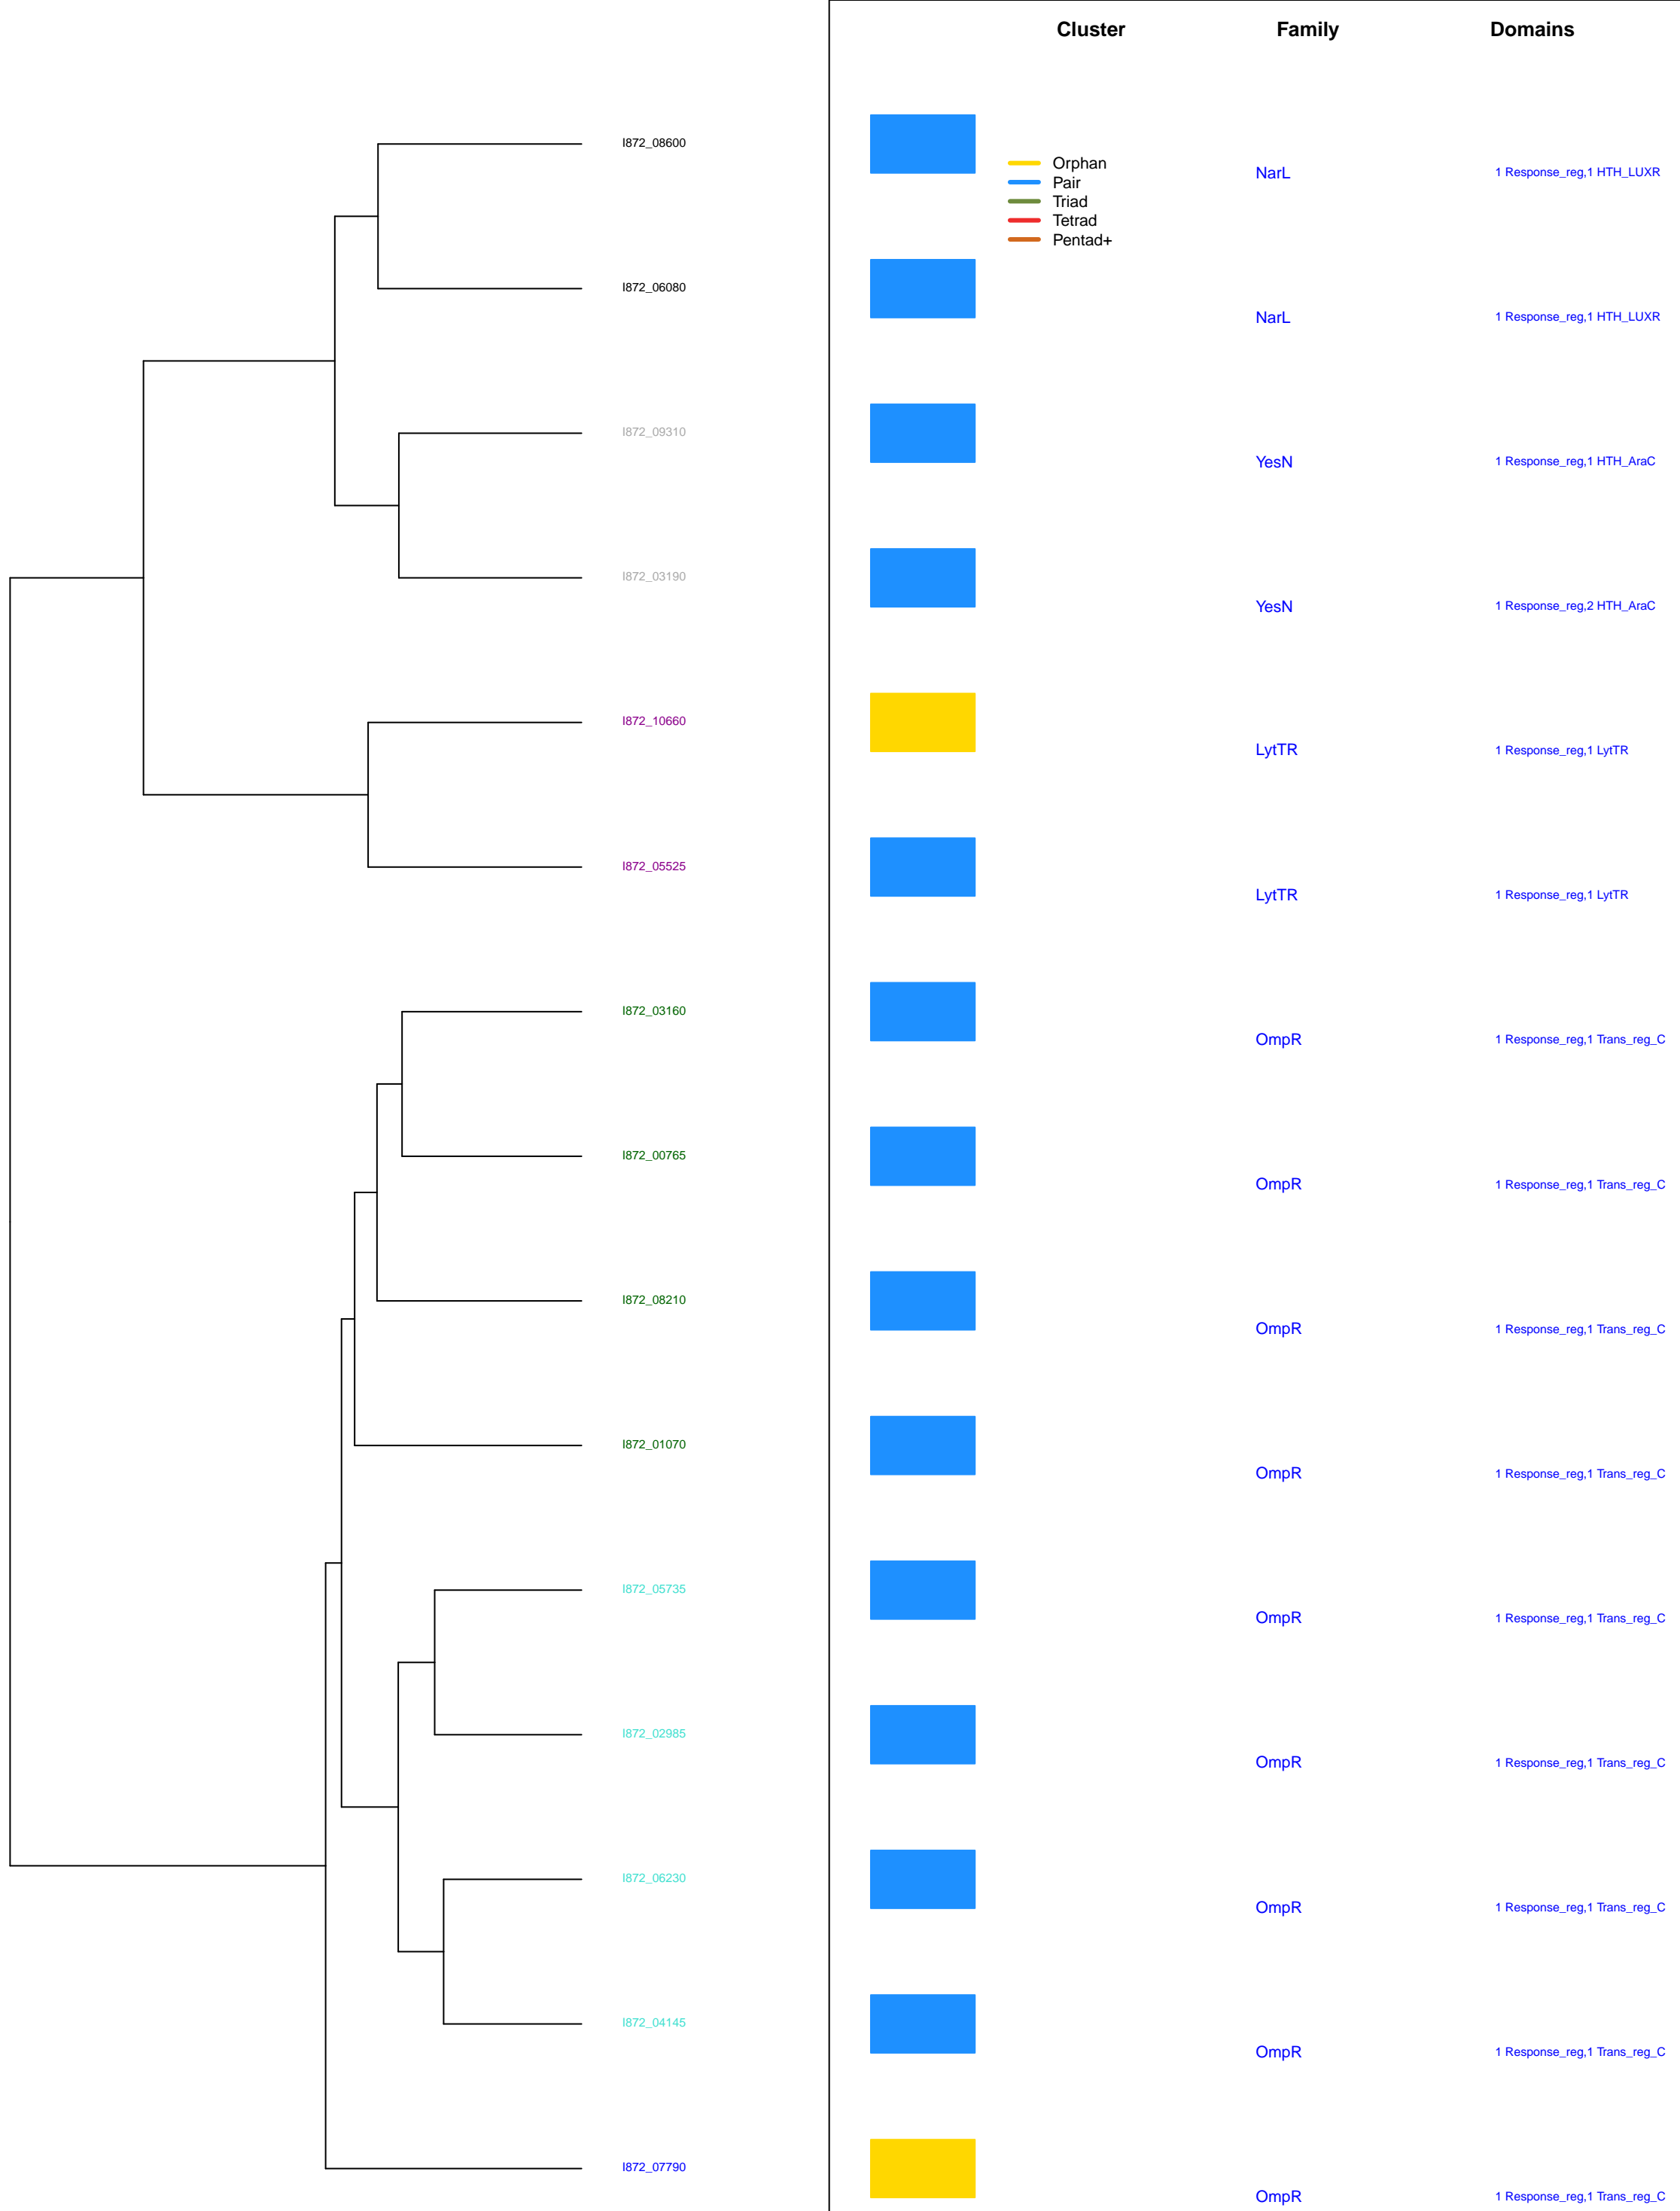 Cluster Family Domains
I872_08600
Orphan
NarL 1 Response_reg,1 HTH_LUXR
Pair
Triad
Tetrad
Pentad+
I872_06080
NarL 1 Response_reg,1 HTH_LUXR
I872_09310
YesN 1 Response_reg,1 HTH_AraC
I872_03190
YesN 1 Response_reg,2 HTH_AraC
I872_10660
LytTR 1 Response_reg,1 LytTR
I872_05525
LytTR 1 Response_reg,1 LytTR
I872_03160
OmpR 1 Response_reg,1 Trans_reg_C
I872_00765
OmpR 1 Response_reg,1 Trans_reg_C
I872_08210
OmpR 1 Response_reg,1 Trans_reg_C
I872_01070
OmpR 1 Response_reg,1 Trans_reg_C
I872_05735
OmpR 1 Response_reg,1 Trans_reg_C
I872_02985
OmpR 1 Response_reg,1 Trans_reg_C
I872_06230
OmpR 1 Response_reg,1 Trans_reg_C
I872_04145
OmpR 1 Response_reg,1 Trans_reg_C
I872_07790
OmpR 1 Response_reg,1 Trans_reg_C